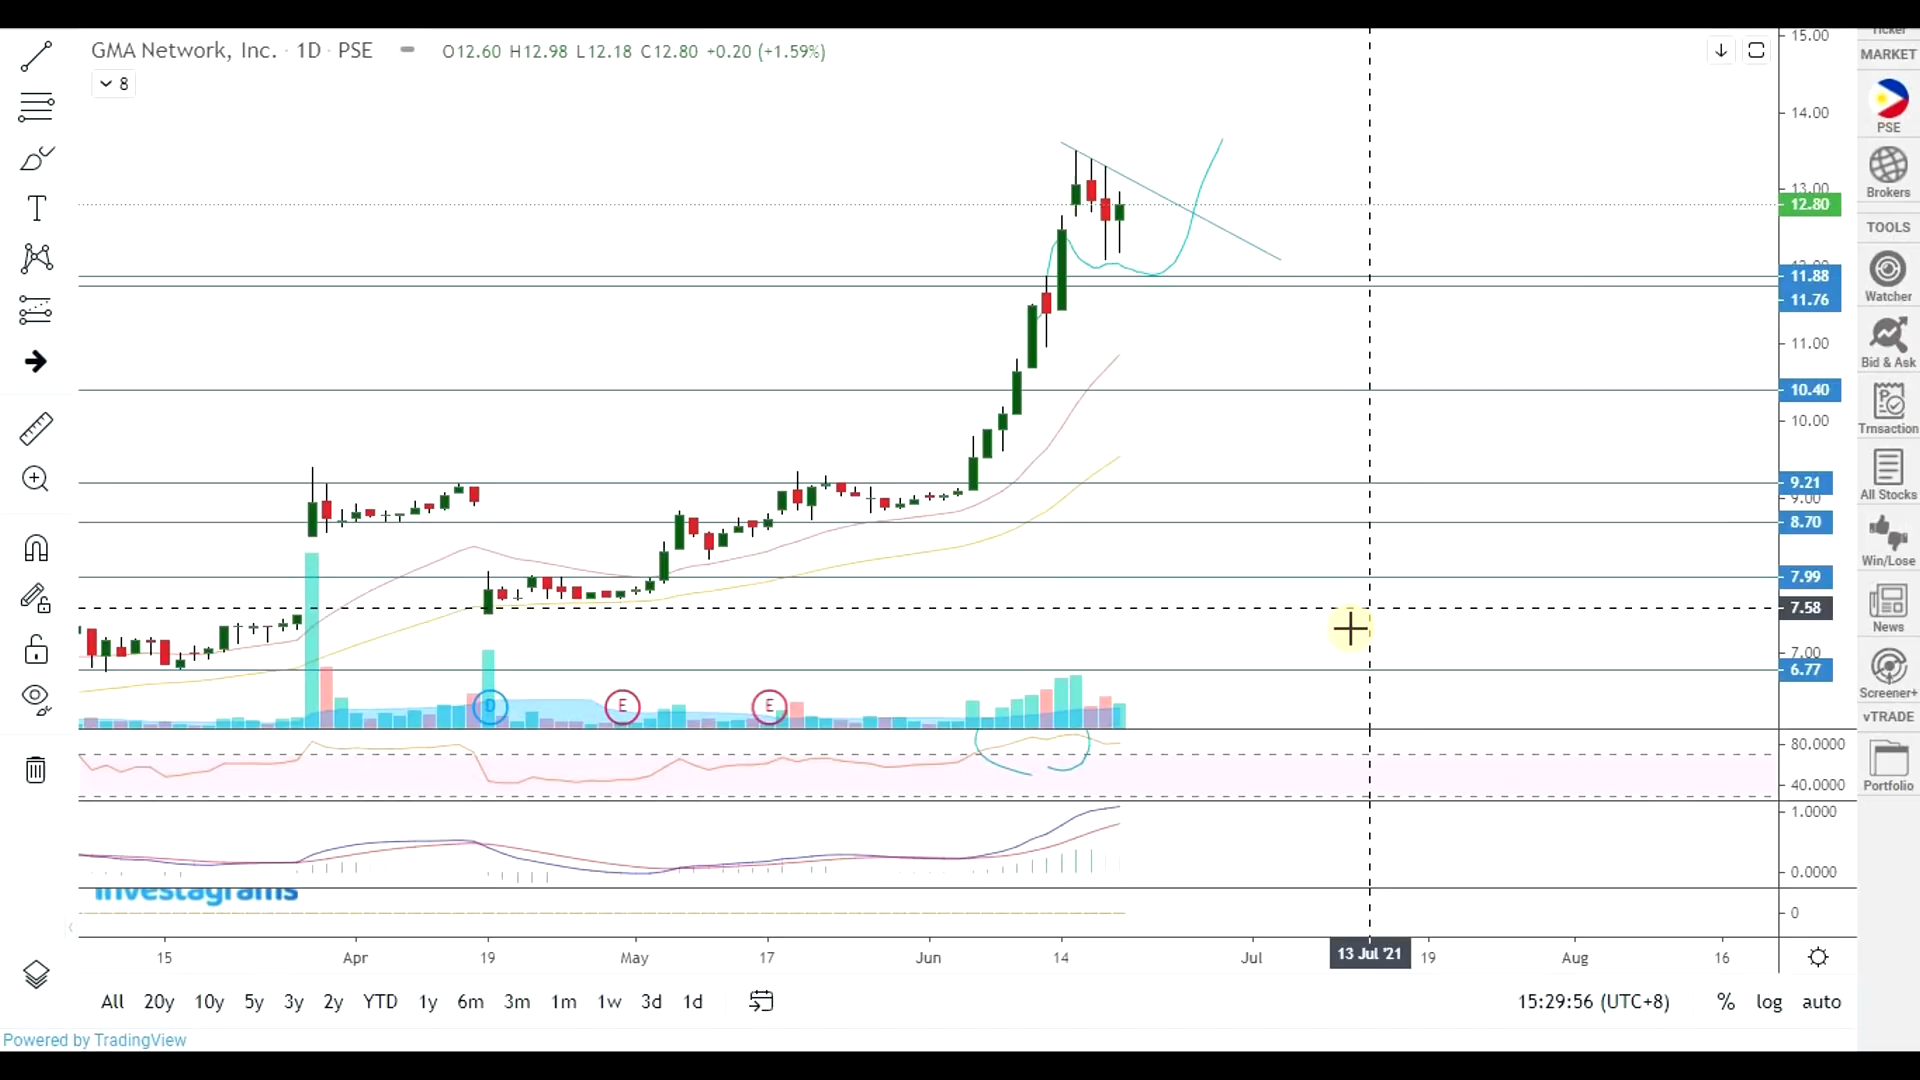 GMA Network, Inc. · 1D · PSE
O12.60 H12.98 L12.18 C12.80 +0.20 (+1.59%)
8
15.00
14.00
13.00
12.80
12.00
11.88
11.76
11.00
10.40
10.00
9.21
9.00
8.70
7.99
7.58
7.00
6.77
D
E
E
80.0000
40.0000
1.0000
0.0000
Investagrams
0
15
Apr
19
May
17
Jun
14
Jul
13 Jul '21
19
Aug
16
All 20y 10y 5y 3y 2y YTD 1y 6m 3m 1m 1w 3d 1d
15:29:56 (UTC+8) % log auto
Powered by TradingView
T
Ticker
MARKET
PSE
Brokers
TOOLS
Watcher
Bid & Ask
Trnsaction
All Stocks
Win/Lose
News
Screener+
vTRADE
Portfolio